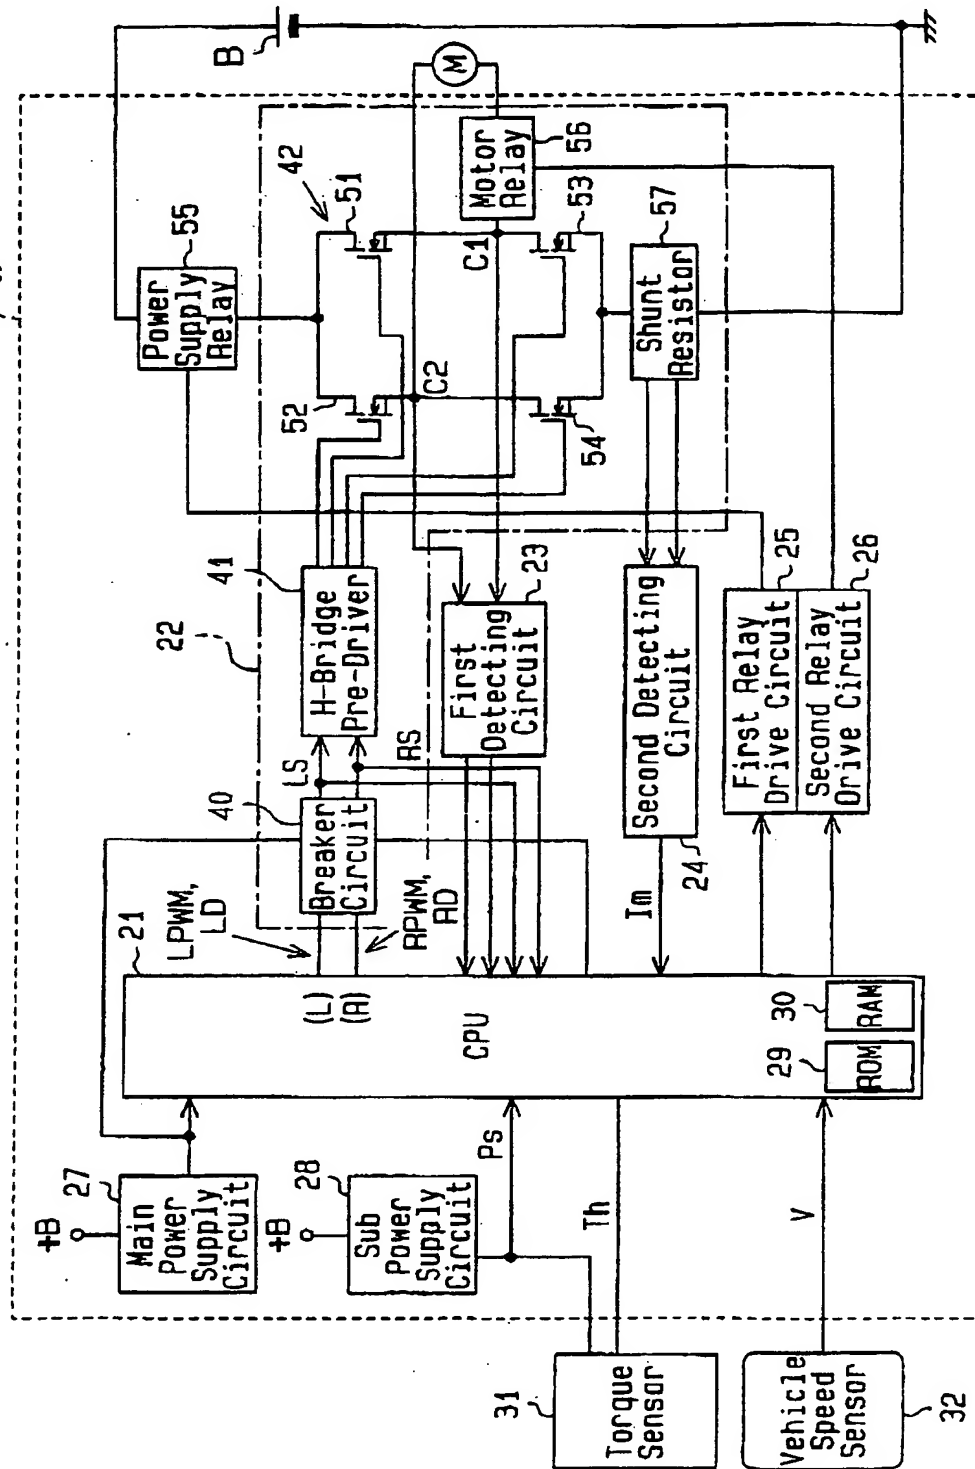 B
Power
Supply
Relay
55
M
42
51
52
C1
C2
Motor
Relay
56
53
54
Shunt
Resistor
57
41
22
H-Bridge
Pre-Driver
LS
RS
40
Breaker
Circuit
First
Detecting
Circuit
23
Second Detecting
Circuit
24
First Relay
Drive Circuit
25
Second Relay
Drive Circuit
26
LPWM,
LD
RPWM,
RD
Im
21
(L)
(R)
CPU
29
ROM
30
RAM
+B
27
Main
Power
Supply
Circuit
+B
28
Sub
Power
Supply
Circuit
Ps
Th
V
31
Torque
Sensor
Vehicle
Speed
Sensor
32